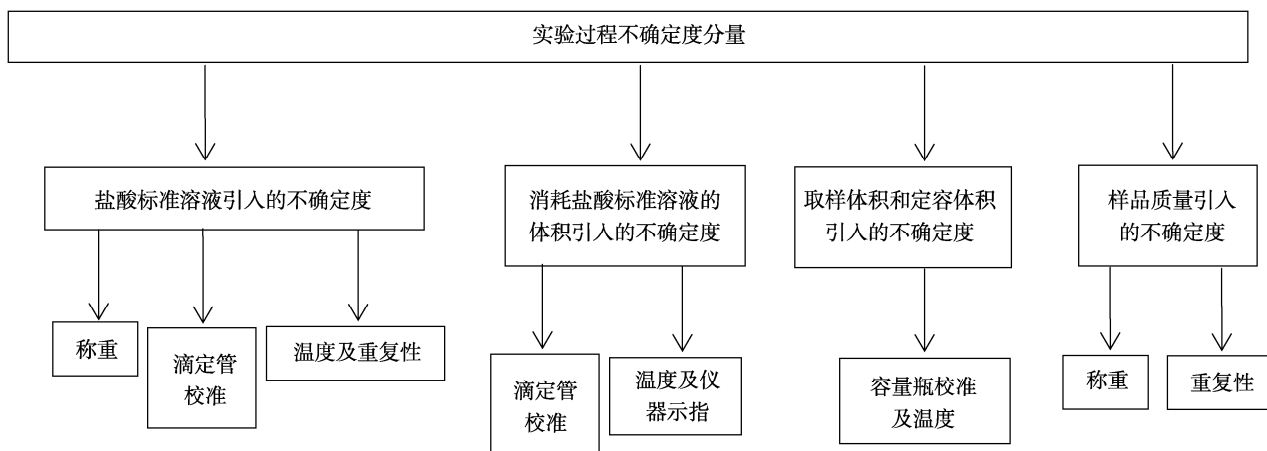 实验过程不确定度分量
盐酸标准溶液引入的不确定度
消耗盐酸标准溶液的
体积引入的不确定度
取样体积和定容体积
引入的不确定度
样品质量引入
的不确定度
称重
滴定管
校准
温度及重复性
滴定管
校准
温度及仪
器示指
容量瓶校准
及温度
称重
重复性